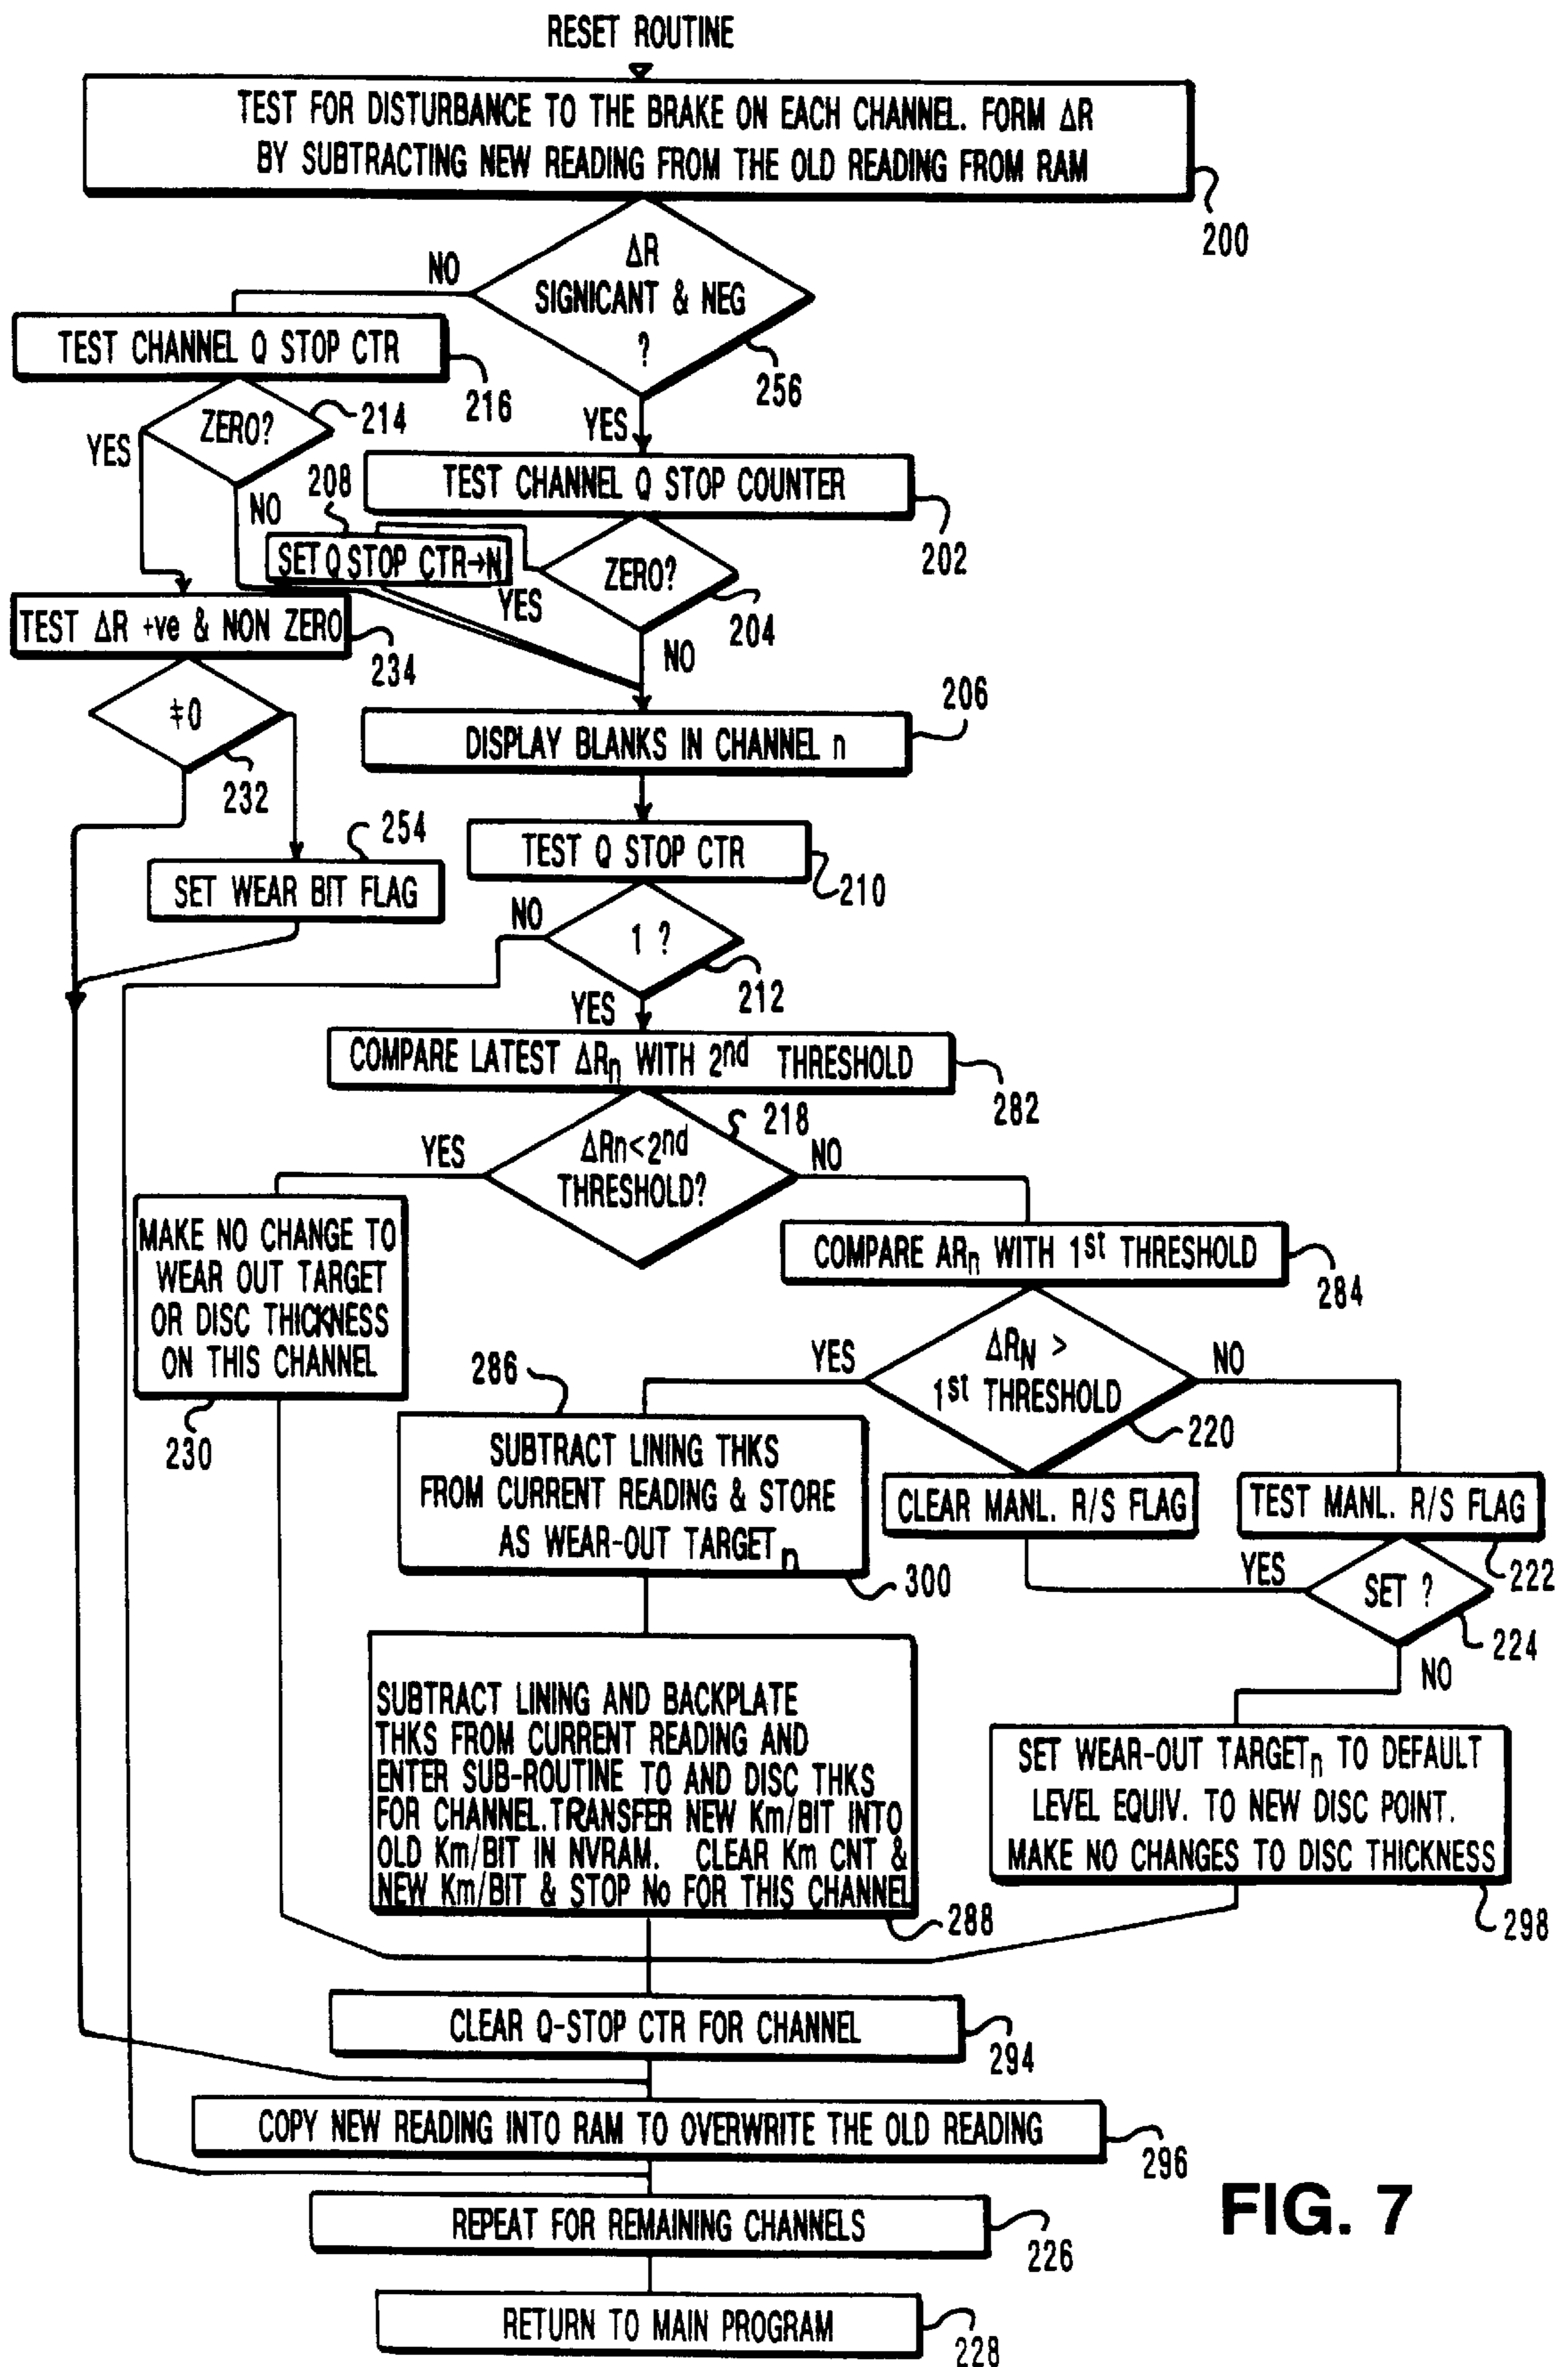 RESET ROUTINE
TEST FOR DISTURBANCE TO THE BRAKE ON EACH CHANNEL. FORM ΔR
BY SUBTRACTING NEW READING FROM THE OLD READING FROM RAM
200
ΔR
SIGNICANT & NEG
?
256
NO
YES
TEST CHANNEL Q STOP CTR
216
ZERO?
214
YES
NO
TEST CHANNEL Q STOP COUNTER
202
208
SET Q STOP CTR→N
ZERO?
204
YES
NO
TEST ΔR +ve & NON ZERO
234
≠0
232
206
DISPLAY BLANKS IN CHANNEL n
254
SET WEAR BIT FLAG
TEST Q STOP CTR
210
NO
1 ?
212
YES
COMPARE LATEST ΔRn WITH 2nd THRESHOLD
282
218
YES
ΔRn<2nd
THRESHOLD?
NO
MAKE NO CHANGE TO
WEAR OUT TARGET
OR DISC THICKNESS
ON THIS CHANNEL
230
COMPARE ARn WITH 1st THRESHOLD
284
YES
ΔRN >
1st THRESHOLD
NO
220
286
SUBTRACT LINING THKS
FROM CURRENT READING & STORE
AS WEAR-OUT TARGET n
300
CLEAR MANL. R/S FLAG
TEST MANL. R/S FLAG
222
YES
SET ?
224
NO
SUBTRACT LINING AND BACKPLATE
THKS FROM CURRENT READING AND
ENTER SUB-ROUTINE TO AND DISC THKS
FOR CHANNEL.TRANSFER NEW Km/BIT INTO
OLD Km/BIT IN NVRAM. CLEAR Km CNT &
NEW Km/BIT & STOP No FOR THIS CHANNEL
288
SET WEAR-OUT TARGETn TO DEFAULT
LEVEL EQUIV. TO NEW DISC POINT.
MAKE NO CHANGES TO DISC THICKNESS
298
CLEAR Q-STOP CTR FOR CHANNEL
294
COPY NEW READING INTO RAM TO OVERWRITE THE OLD READING
296
REPEAT FOR REMAINING CHANNELS
226
RETURN TO MAIN PROGRAM
228
FIG. 7